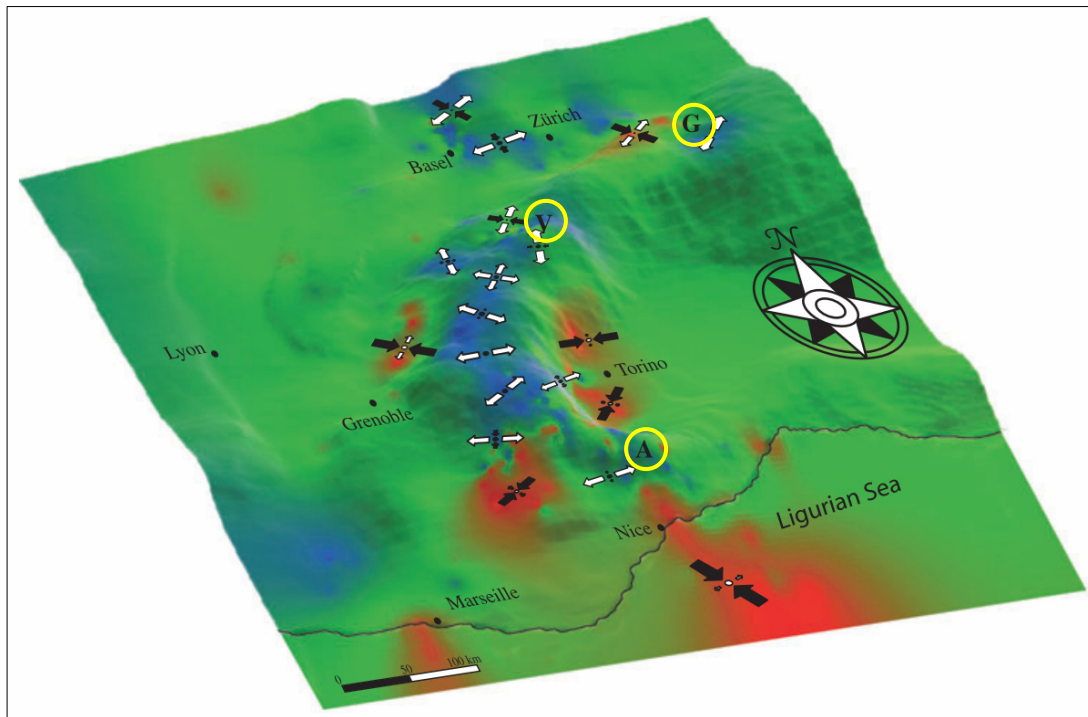 Zürich
G
Basel
V
N
Lyon
Torino
Grenoble
A
Ligurian Sea
Nice
Marseille
0 50 100 km